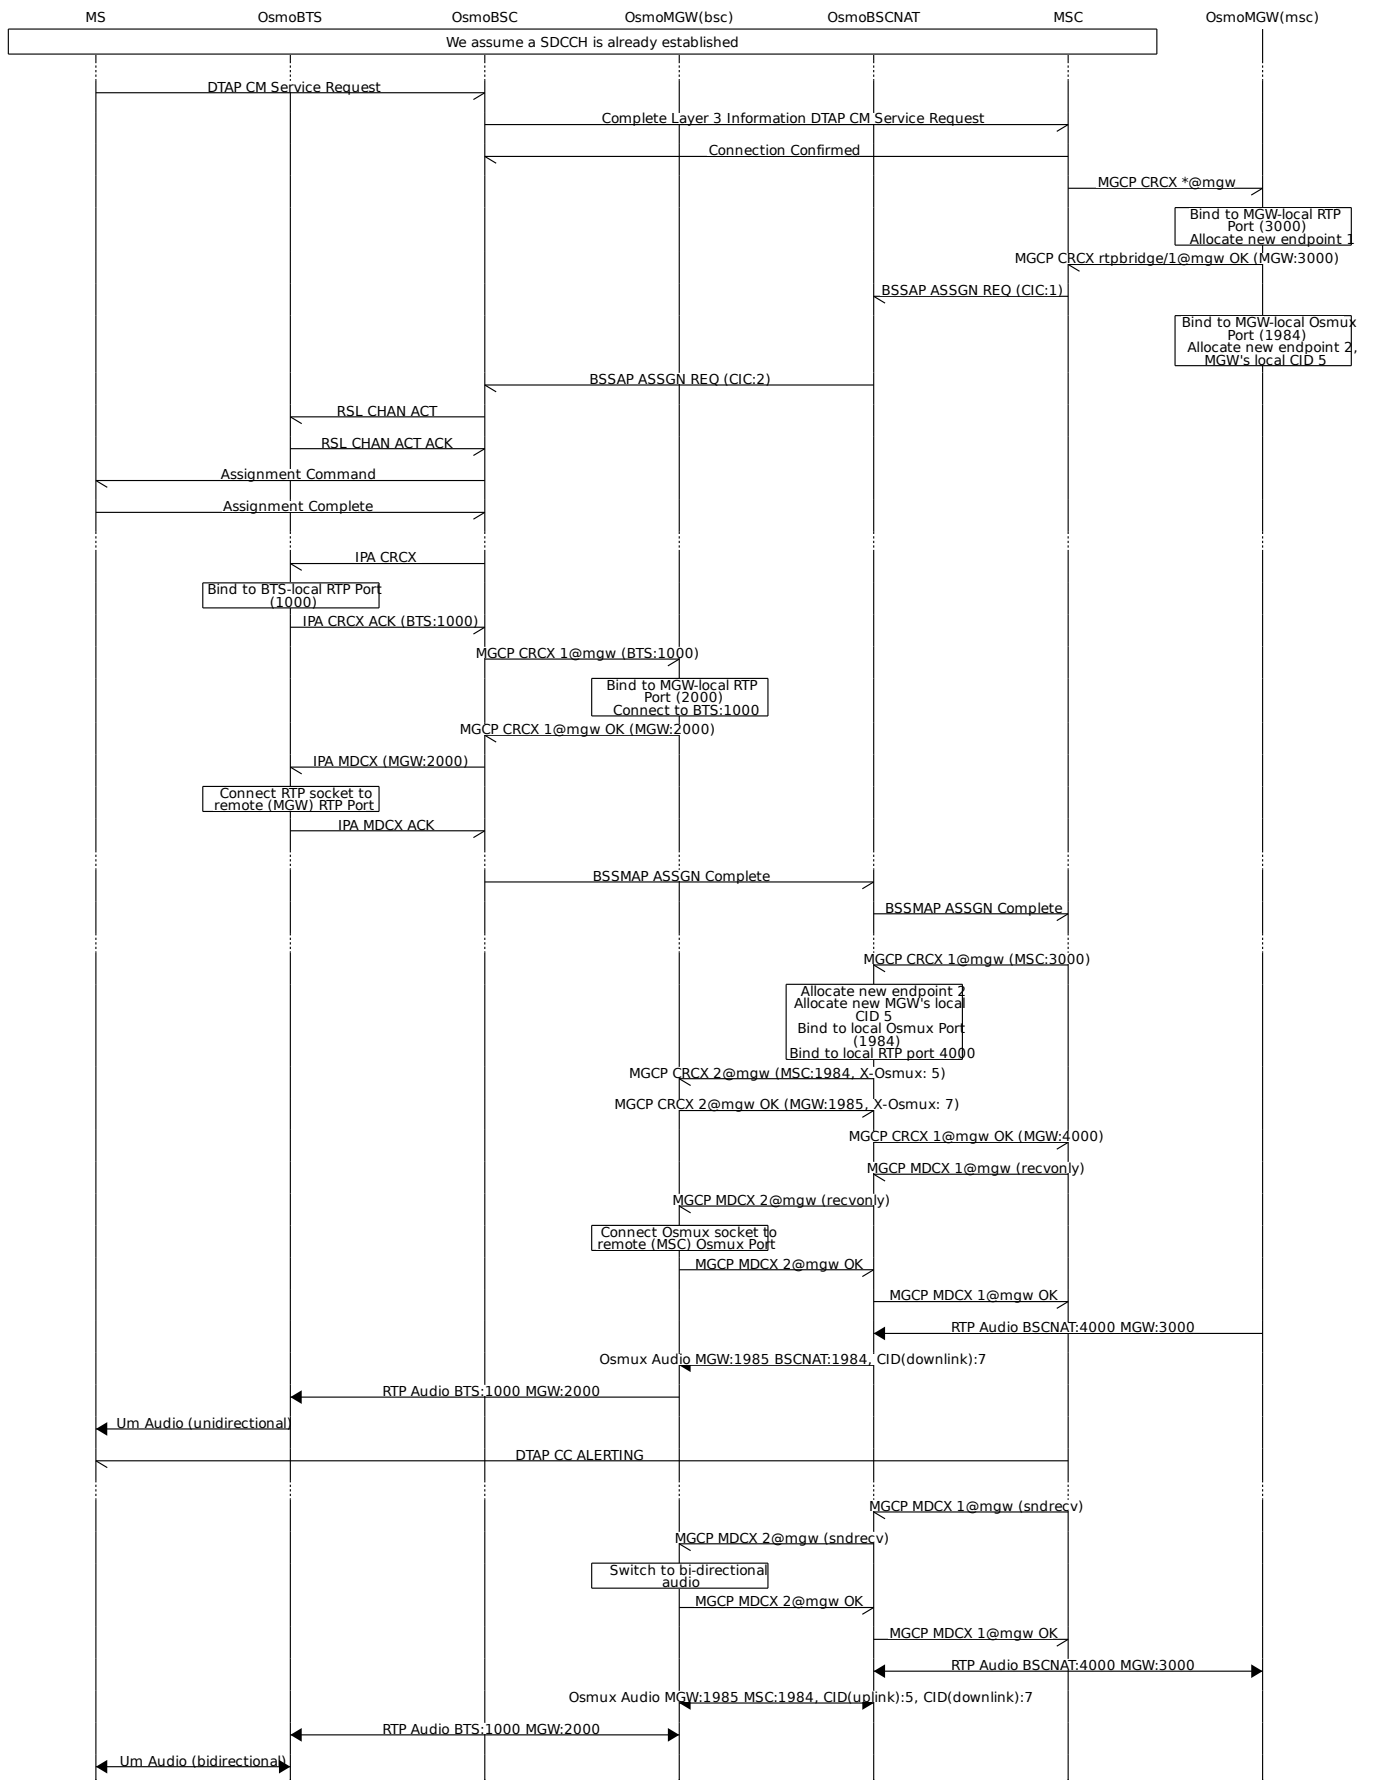 MS OsmoBTS OsmoBSC OsmoMGW(bsc) OsmoBSCNAT MSC OsmoMGW(msc)
We assume a SDCCH is already established
DTAP CM Service Request
Complete Layer 3 Information DTAP CM Service Request
Connection Confirmed
MGCP CRCX *@mgw
Bind to MGW-local RTP
Port (3000)
Allocate new endpoint 1
MGCP CRCX rtpbridge/1@mgw OK (MGW:3000)
BSSAP ASSGN REQ (CIC:1)
Bind to MGW-local Osmux
Port (1984)
Allocate new endpoint 2,
MGW's local CID 5
BSSAP ASSGN REQ (CIC:2)
RSL CHAN ACT
RSL CHAN ACT ACK
Assignment Command
Assignment Complete
IPA CRCX
Bind to BTS-local RTP Port
(1000)
IPA CRCX ACK (BTS:1000)
MGCP CRCX 1@mgw (BTS:1000)
Bind to MGW-local RTP
Port (2000)
Connect to BTS:1000
MGCP CRCX 1@mgw OK (MGW:2000)
IPA MDCX (MGW:2000)
Connect RTP socket to
remote (MGW) RTP Port
IPA MDCX ACK
BSSMAP ASSGN Complete
BSSMAP ASSGN Complete
MGCP CRCX 1@mgw (MSC:3000)
Allocate new endpoint 2
Allocate new MGW's local
CID 5
Bind to local Osmux Port
(1984)
Bind to local RTP port 4000
MGCP CRCX 2@mgw (MSC:1984, X-Osmux: 5)
MGCP CRCX 2@mgw OK (MGW:1985, X-Osmux: 7)
MGCP CRCX 1@mgw OK (MGW:4000)
MGCP MDCX 1@mgw (recvonly)
MGCP MDCX 2@mgw (recvonly)
Connect Osmux socket to
remote (MSC) Osmux Port
MGCP MDCX 2@mgw OK
MGCP MDCX 1@mgw OK
RTP Audio BSCNAT:4000 MGW:3000
Osmux Audio MGW:1985 BSCNAT:1984, CID(downlink):7
RTP Audio BTS:1000 MGW:2000
Um Audio (unidirectional)
DTAP CC ALERTING
MGCP MDCX 1@mgw (sndrecv)
MGCP MDCX 2@mgw (sndrecv)
Switch to bi-directional
audio
MGCP MDCX 2@mgw OK
MGCP MDCX 1@mgw OK
RTP Audio BSCNAT:4000 MGW:3000
Osmux Audio MGW:1985 MSC:1984, CID(uplink):5, CID(downlink):7
RTP Audio BTS:1000 MGW:2000
Um Audio (bidirectional)